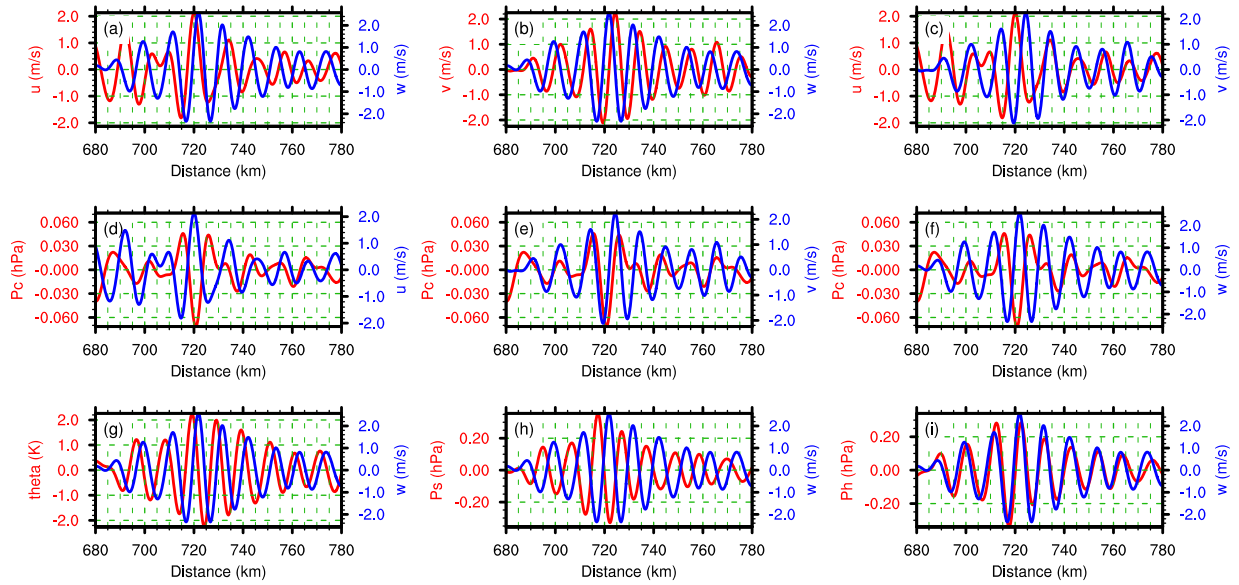 (a) (b) (c)
2.0 1.0 0.0 -1.0 -2.0
u (m/s)
2.0 1.0 0.0 -1.0 -2.0
w (m/s)
2.0 1.0 0.0 -1.0 -2.0
v (m/s)
2.0 1.0 0.0 -1.0 -2.0
w (m/s)
2.0 1.0 0.0 -1.0 -2.0
u (m/s)
2.0 1.0 0.0 -1.0 -2.0
v (m/s)
680 700 720 740 760 780 680 700 720 740 760 780 680 700 720 740 760 780
Distance (km) Distance (km) Distance (km)
(d) (e) (f)
0.060 0.030 -0.000 -0.030 -0.060
Pc (hPa)
2.0 1.0 0.0 -1.0 -2.0
u (m/s)
0.060 0.030 -0.000 -0.030 -0.060
Pc (hPa)
2.0 1.0 0.0 -1.0 -2.0
v (m/s)
0.060 0.030 -0.000 -0.030 -0.060
Pc (hPa)
2.0 1.0 0.0 -1.0 -2.0
w (m/s)
680 700 720 740 760 780 680 700 720 740 760 780 680 700 720 740 760 780
Distance (km) Distance (km) Distance (km)
(g) (h) (i)
2.0 1.0 0.0 -1.0 -2.0
theta (K)
2.0 1.0 0.0 -1.0 -2.0
w (m/s)
0.20 0.00 -0.20
Ps (hPa)
2.0 1.0 0.0 -1.0 -2.0
w (m/s)
0.20 0.00 -0.20
Ph (hPa)
2.0 1.0 0.0 -1.0 -2.0
w (m/s)
680 700 720 740 760 780 680 700 720 740 760 780 680 700 720 740 760 780
Distance (km) Distance (km) Distance (km)